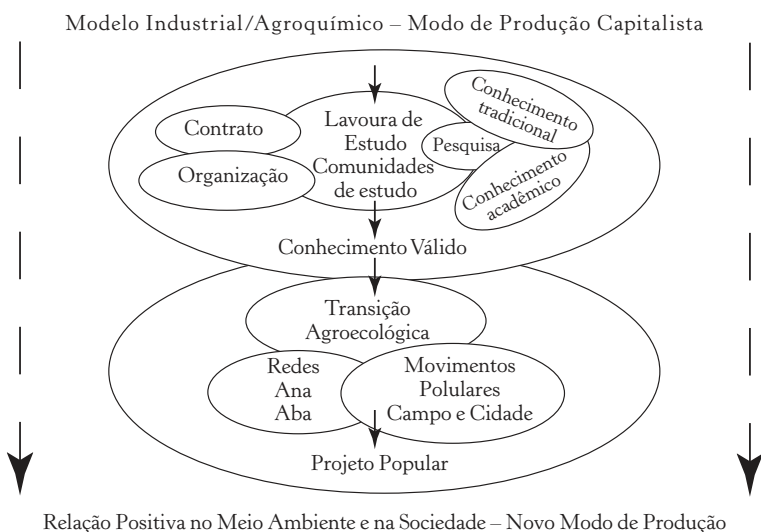 Modelo Industrial/Agroquímico – Modo de Produção Capitalista
Contrato
Organização
Lavoura de
Estudo
Comunidades
de estudo
Pesquisa
Conhecimento
tradicional
Conhecimento
acadêmico
Conhecimento Válido
Transição
Agroecológica
Redes
Ana
Aba
Movimentos
Polulares
Campo e Cidade
Projeto Popular
Relação Positiva no Meio Ambiente e na Sociedade – Novo Modo de Produção